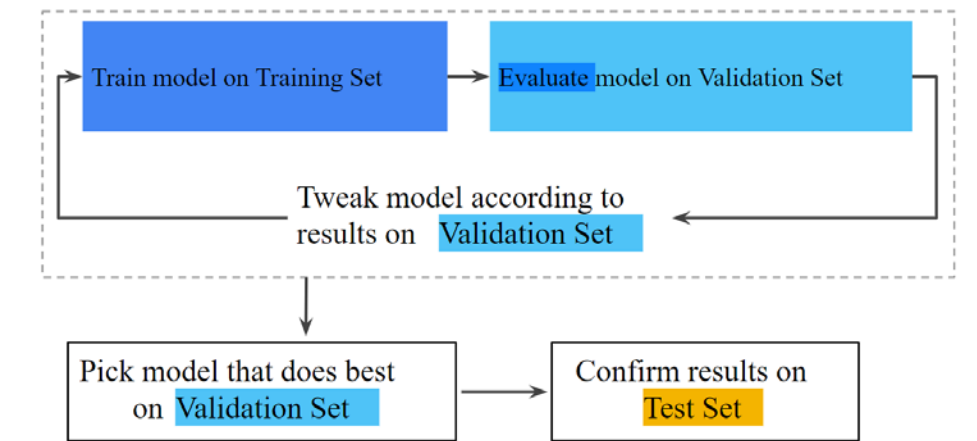 Train model on Training Set
Evaluate model on Validation Set
Tweak model according to
results on Validation Set
Pick model that does best
on Validation Set
Confirm results on
Test Set